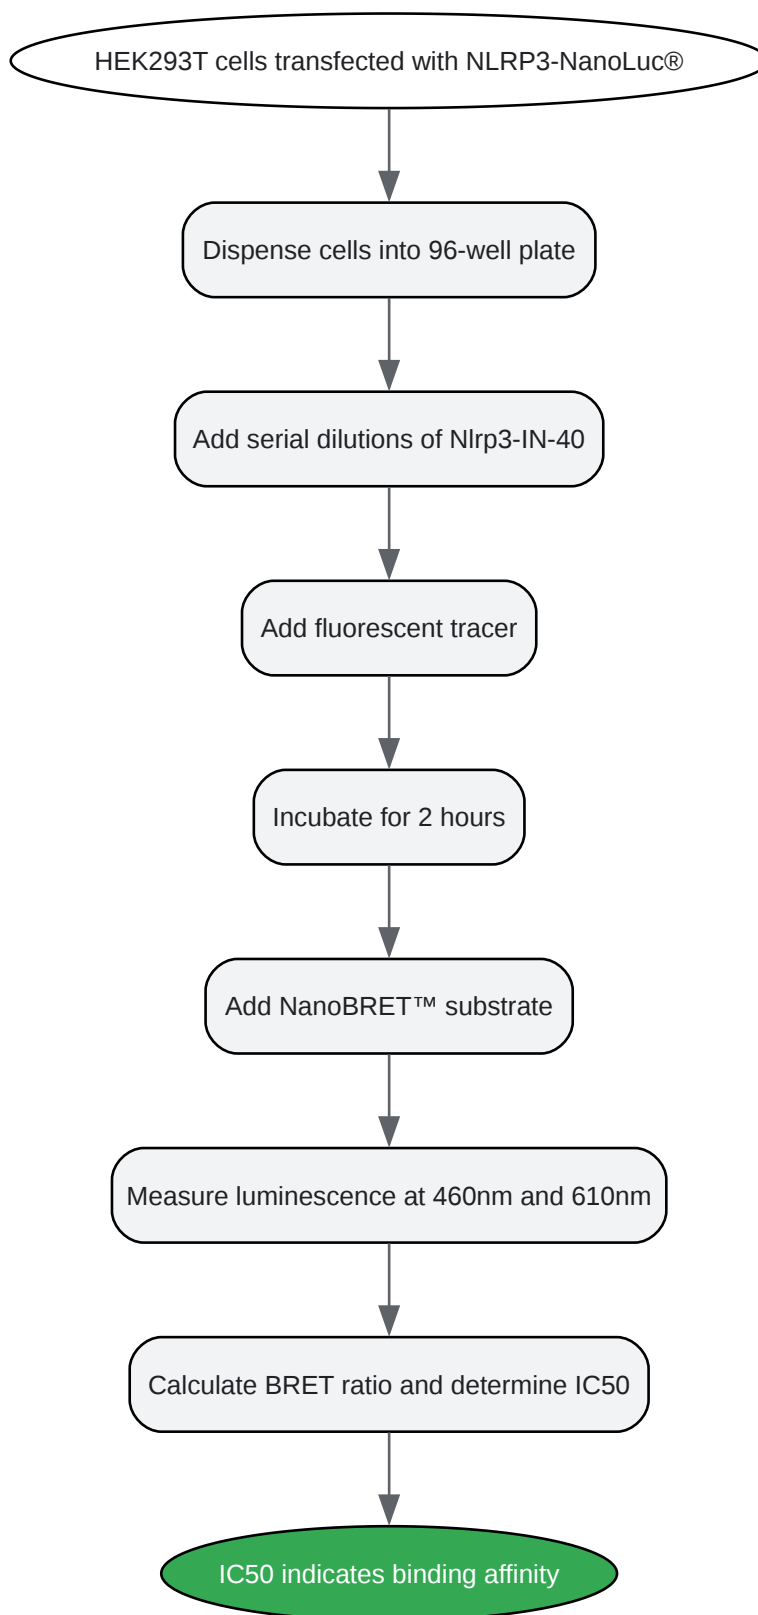 HEK293T cells transfected with NLRP3-NanoLuc®
Dispense cells into 96-well plate
Add serial dilutions of Nlrp3-IN-40
Add fluorescent tracer
Incubate for 2 hours
Add NanoBRET™ substrate
Measure luminescence at 460nm and 610nm
Calculate BRET ratio and determine IC50
IC50 indicates binding affinity